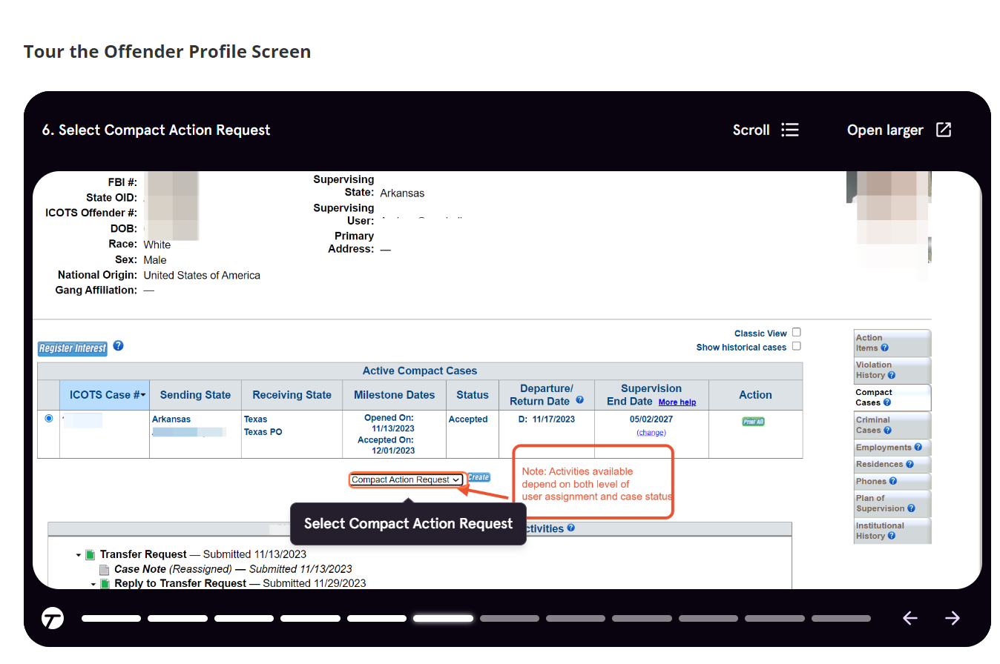 Tour the Offender Profile Screen
6. Select Compact Action Request
Scroll
Open larger
FBI #:
State OID:
ICOTS Offender #:
DOB:
Race: White
Sex: Male
National Origin: United States of America
Gang Affiliation: —
Supervising
State: Arkansas
Supervising
User:
Primary
Address: —
Register Interest ?
Classic View
Show historical cases
Active Compact Cases
ICOTS Case #
Sending State
Receiving State
Milestone Dates
Status
Departure/
Return Date ?
Supervision
End Date More help
Action
Arkansas
Texas
Texas PO
Opened On:
11/13/2023
Accepted On:
12/01/2023
Accepted
D: 11/17/2023
05/02/2027
(change)
Print All
Compact Action Request
Create
Note: Activities available
depend on both level of
user assignment and case status
Select Compact Action Request
ctivities ?
Transfer Request — Submitted 11/13/2023
Case Note (Reassigned) — Submitted 11/13/2023
Reply to Transfer Request — Submitted 11/29/2023
Action
Items ?
Violation
History ?
Compact
Cases ?
Criminal
Cases ?
Employments ?
Residences ?
Phones ?
Plan of
Supervision ?
Institutional
History ?